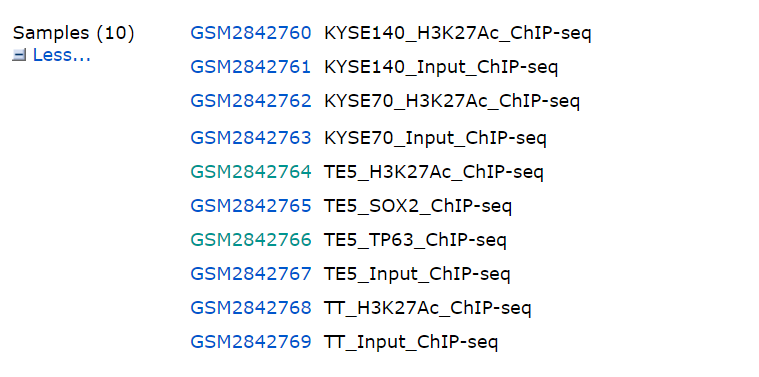 Samples (10) GSM2842760 KYSE140_H3K27Ac_ChIP-seq
Less... GSM2842761 KYSE140_Input_ChIP-seq
GSM2842762 KYSE70_H3K27Ac_ChIP-seq
GSM2842763 KYSE70_Input_ChIP-seq
GSM2842764 TE5_H3K27Ac_ChIP-seq
GSM2842765 TE5_SOX2_ChIP-seq
GSM2842766 TE5_TP63_ChIP-seq
GSM2842767 TE5_Input_ChIP-seq
GSM2842768 TT_H3K27Ac_ChIP-seq
GSM2842769 TT_Input_ChIP-seq